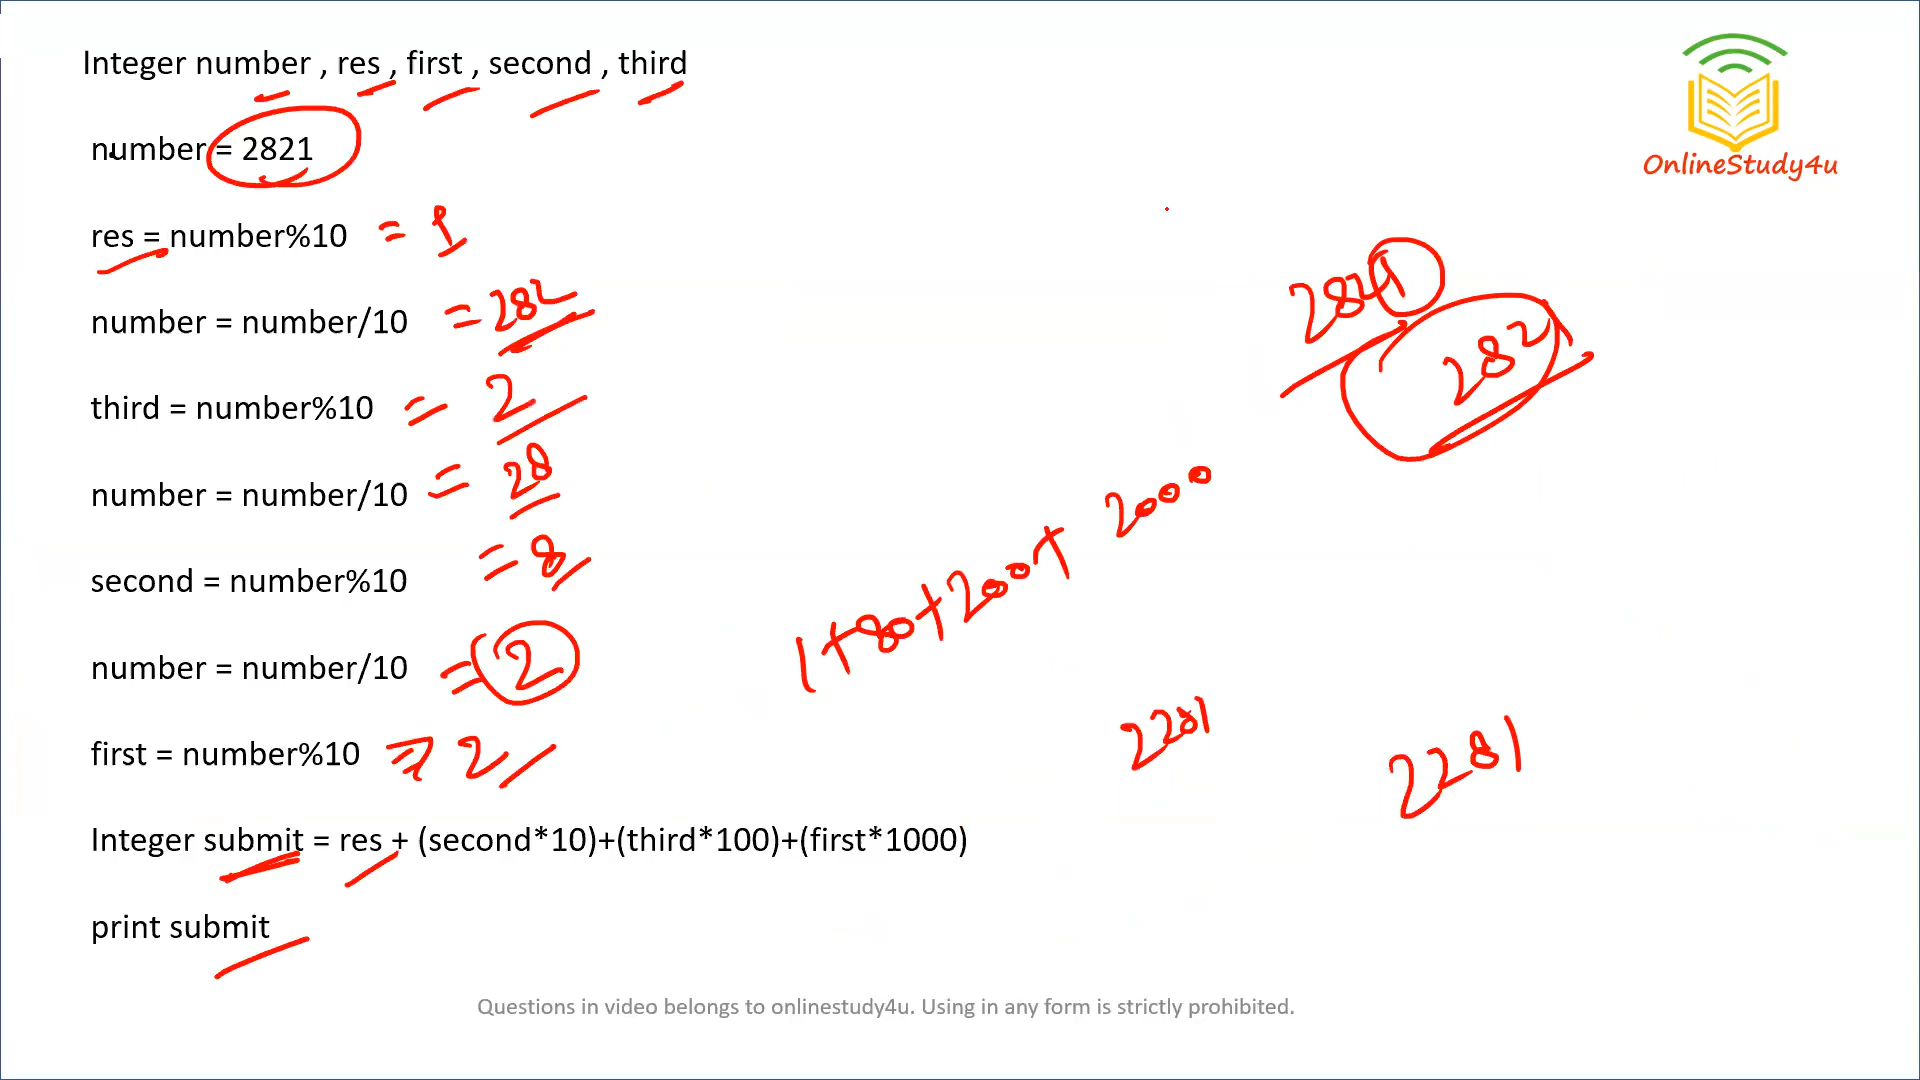 Integer number , res , first , second , third
number = 2821
res = number%10 = 1
number = number/10 = 282
third = number%10 = 2
number = number/10 = 28
second = number%10 = 8
number = number/10 = 2
first = number%10 => 2
Integer submit = res + (second*10)+(third*100)+(first*1000)
print submit
OnlineStudy4u
2821
282
1+80+200+2000
2281
2281
Questions in video belongs to onlinestudy4u. Using in any form is strictly prohibited.